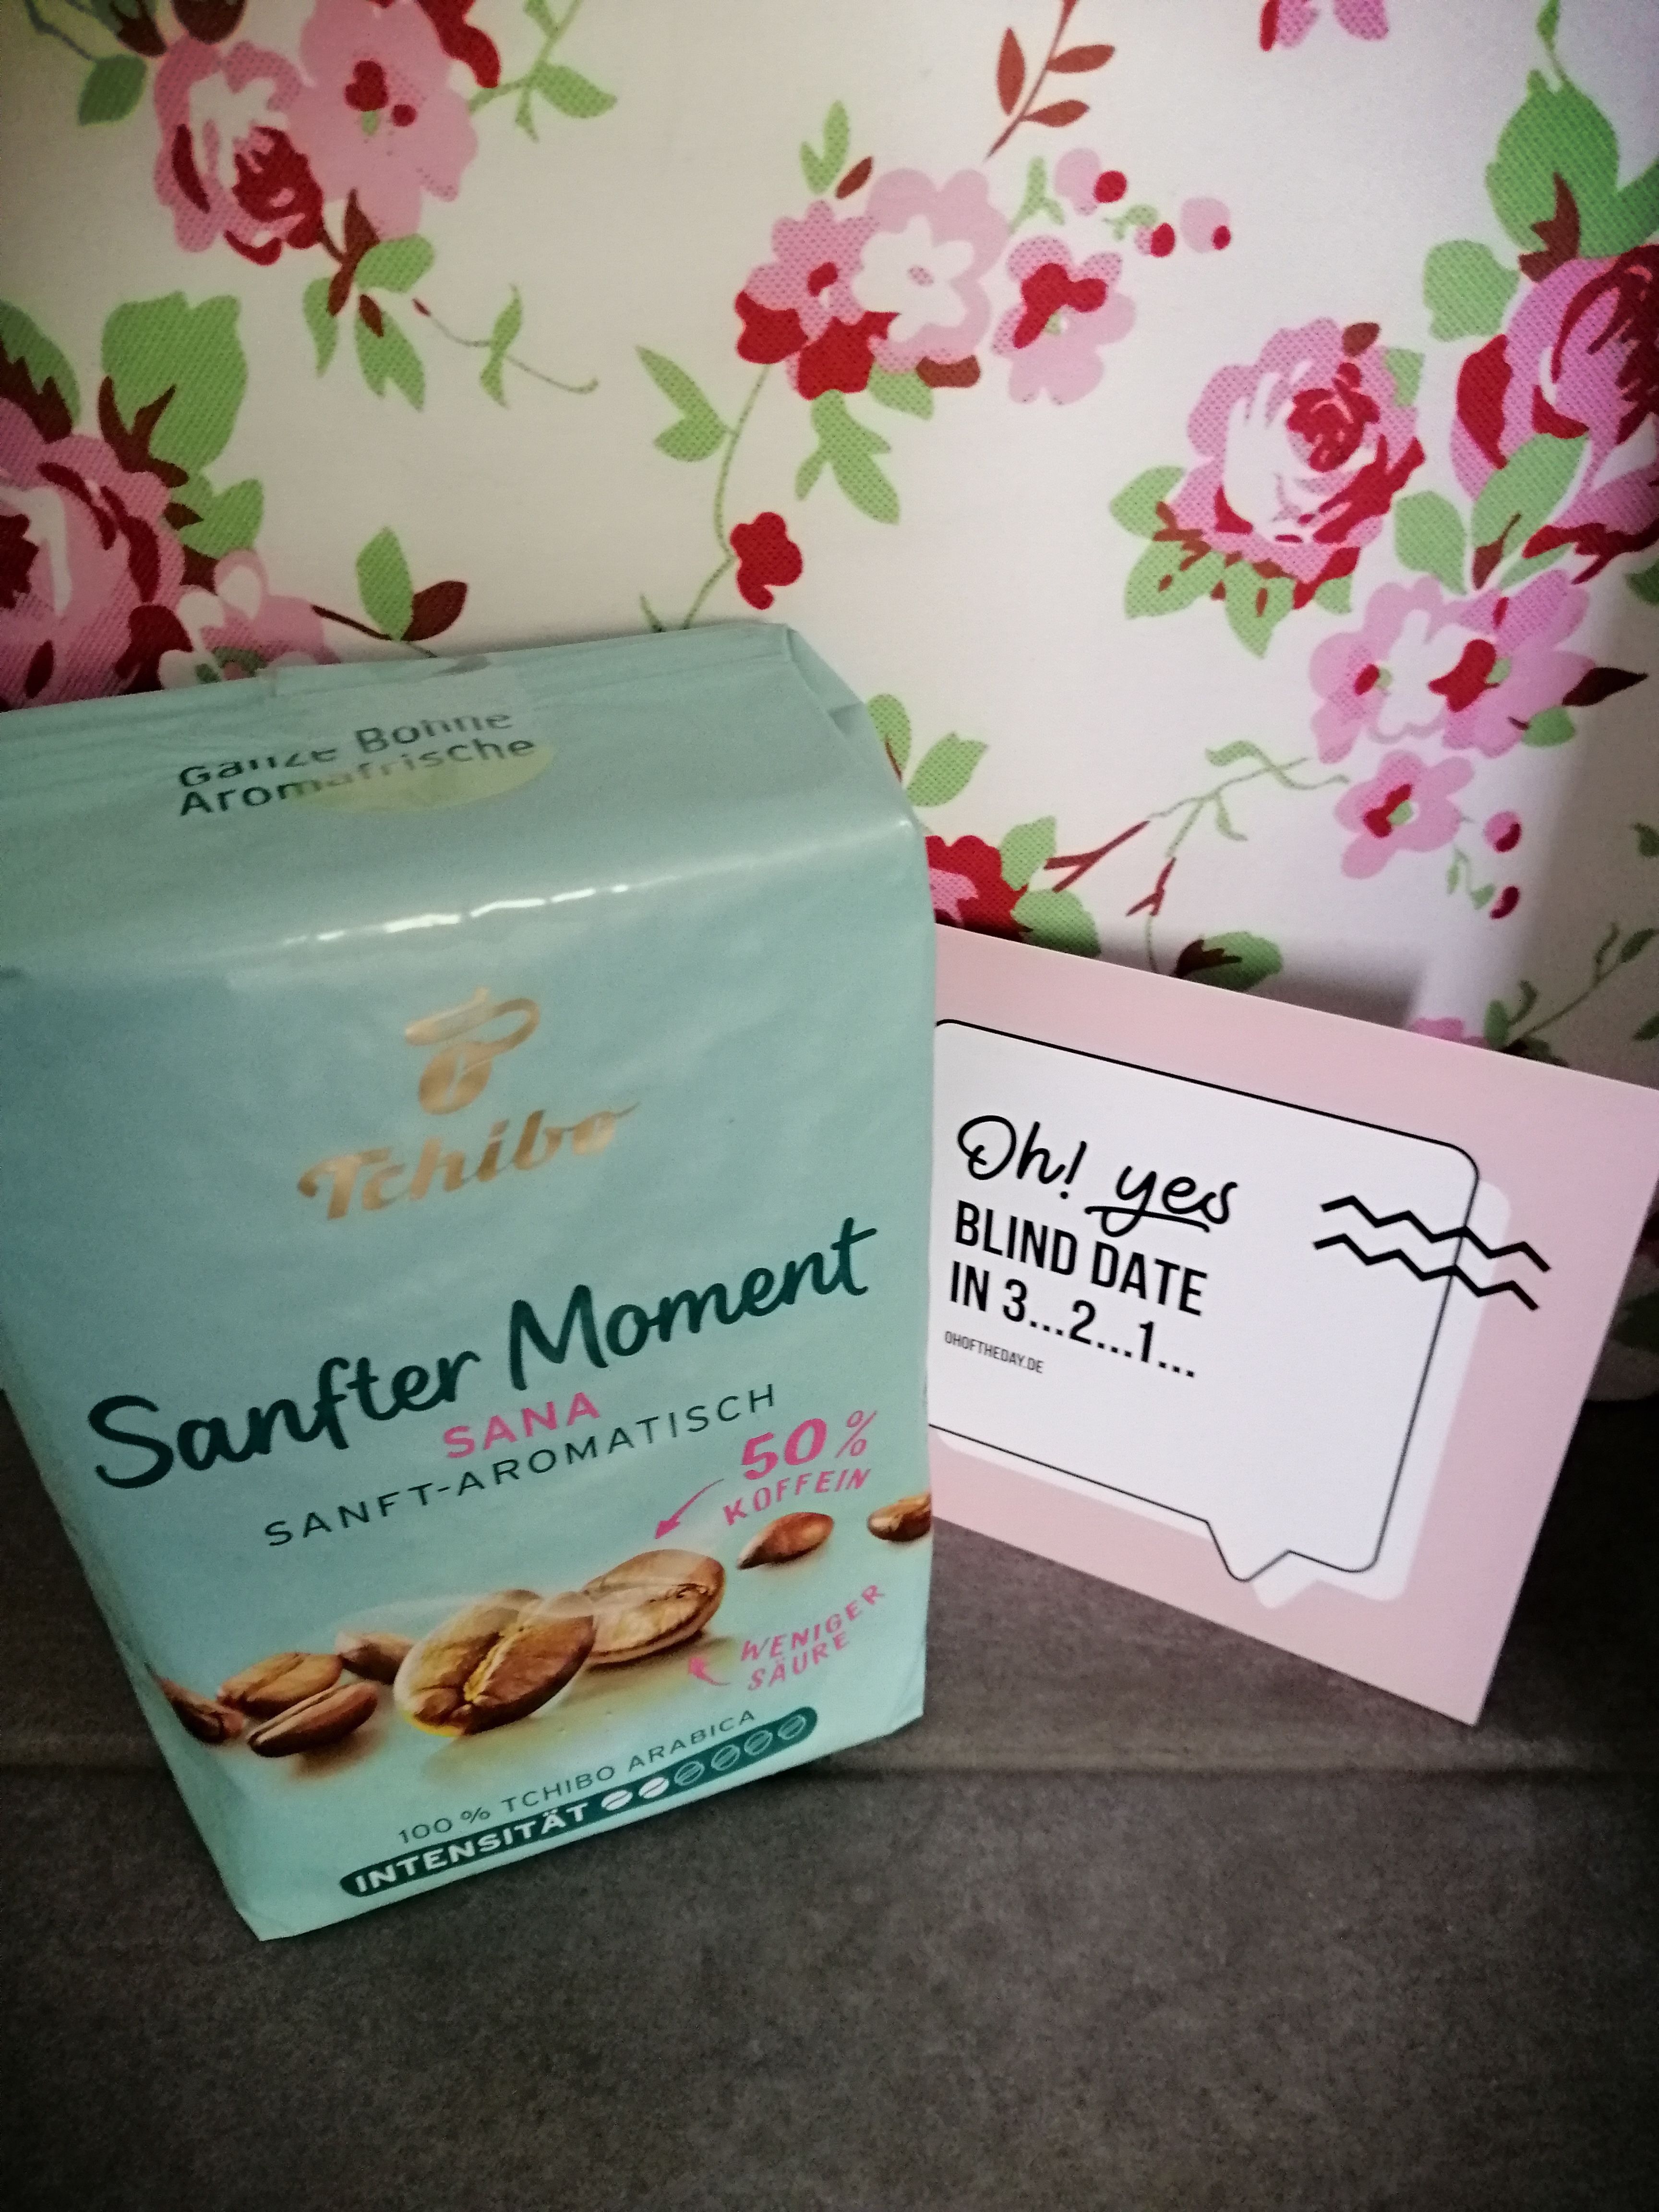 Ganze Bohne
Aromafrische
Tchibo
Sanfter Moment
SANA
SANFT-AROMATISCH
50%
KOFFEIN
WENIGER
SÄURE
100% TCHIBO ARABICA
INTENSITÄT
Oh! yes
BLIND DATE
IN 3...2...1...
OHOFTHEDAY.DE